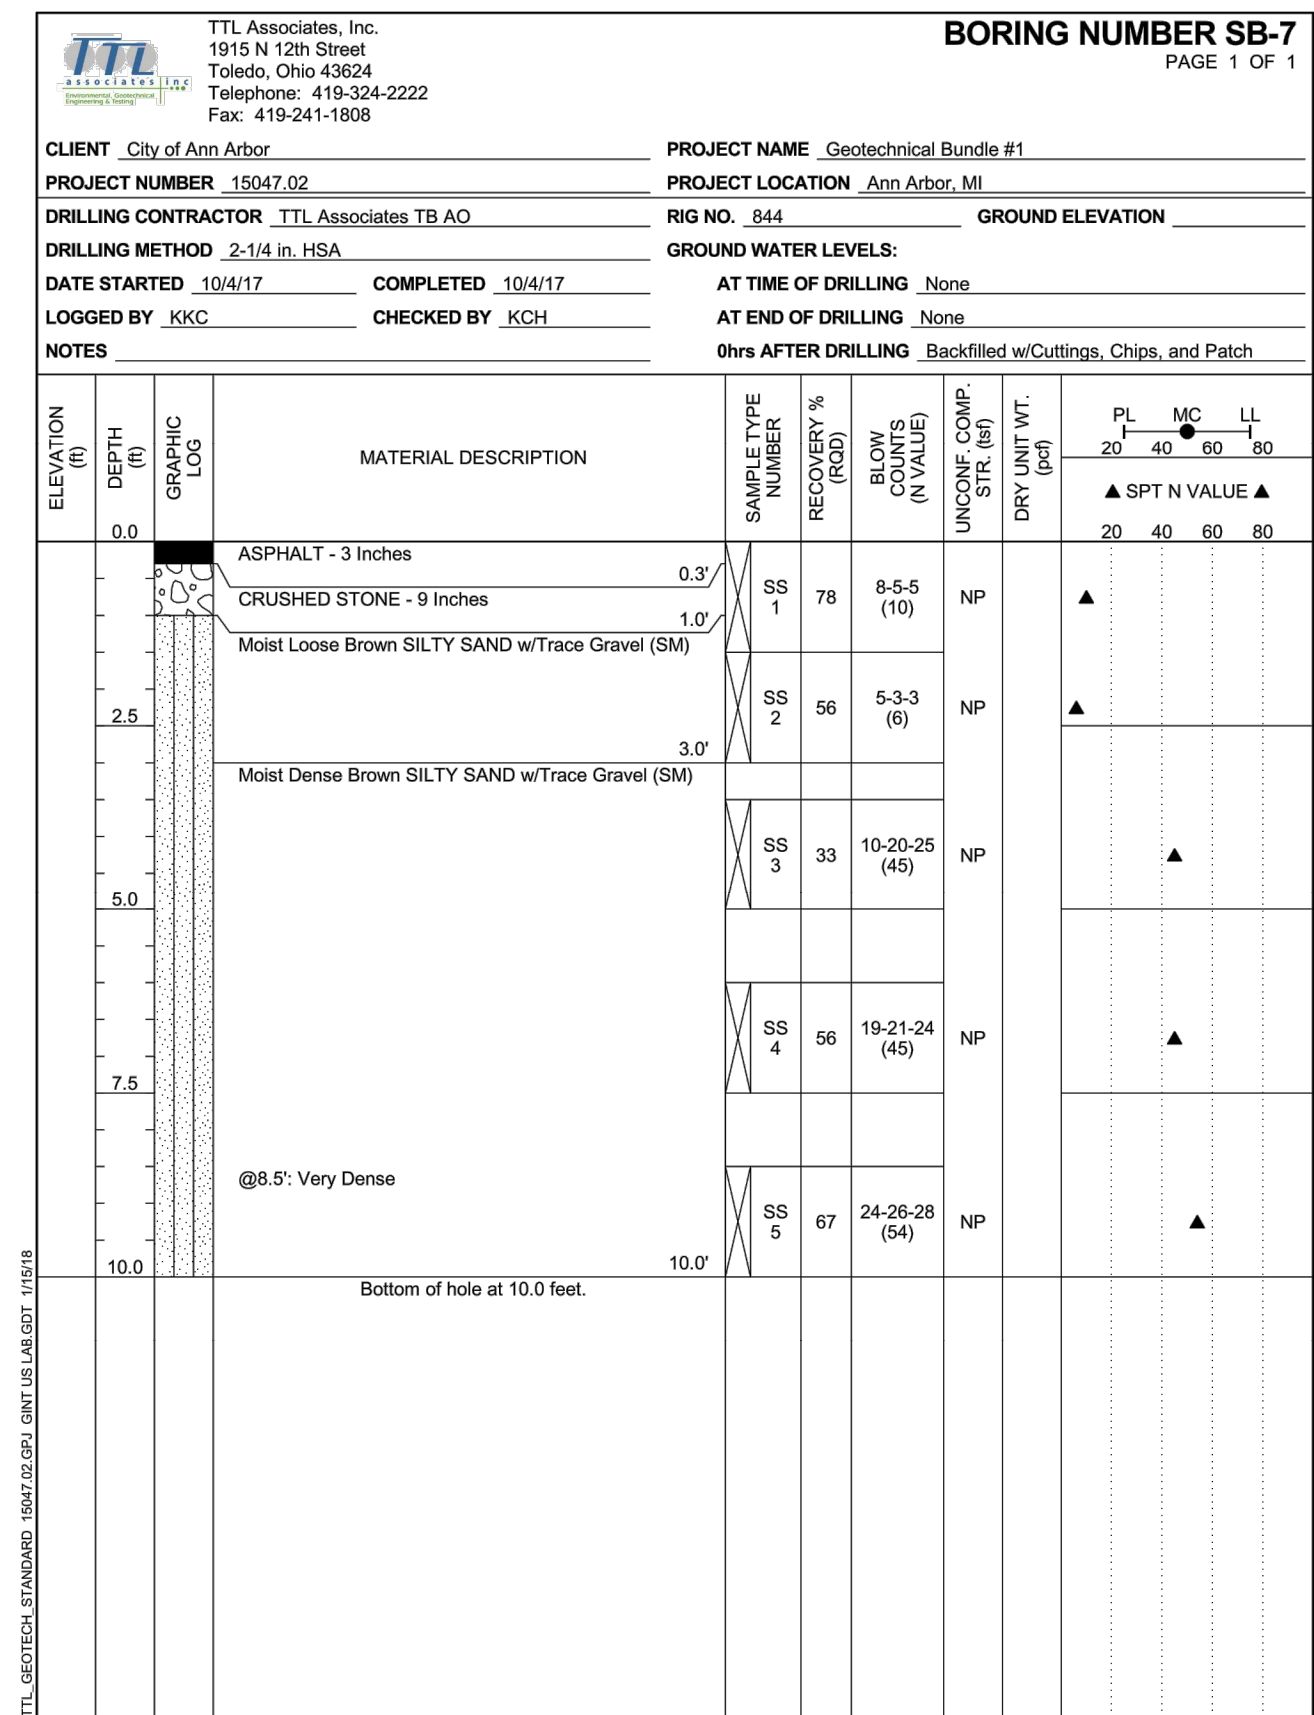 TTL
associates inc
Environmental, Geotechnical
Engineering & Testing
TTL Associates, Inc.
1915 N 12th Street
Toledo, Ohio 43624
Telephone: 419-324-2222
Fax: 419-241-1808
BORING NUMBER SB-7
PAGE 1 OF 1
CLIENT City of Ann Arbor
PROJECT NAME Geotechnical Bundle #1
PROJECT NUMBER 15047.02
PROJECT LOCATION Ann Arbor, MI
DRILLING CONTRACTOR TTL Associates TB AO
RIG NO. 844 GROUND ELEVATION
DRILLING METHOD 2-1/4 in. HSA
GROUND WATER LEVELS:
DATE STARTED 10/4/17 COMPLETED 10/4/17
AT TIME OF DRILLING None
LOGGED BY KKC CHECKED BY KCH
AT END OF DRILLING None
NOTES
0hrs AFTER DRILLING Backfilled w/Cuttings, Chips, and Patch
ELEVATION
(ft)
DEPTH
(ft)
GRAPHIC
LOG
MATERIAL DESCRIPTION
SAMPLE TYPE
NUMBER
RECOVERY %
(RQD)
BLOW
COUNTS
(N VALUE)
UNCONF. COMP.
STR. (tsf)
DRY UNIT WT.
(pcf)
PL MC LL
20 40 60 80
▲ SPT N VALUE ▲
20 40 60 80
0.0
ASPHALT - 3 Inches
0.3'
CRUSHED STONE - 9 Inches
1.0'
SS
1
78
8-5-5
(10)
NP
Moist Loose Brown SILTY SAND w/Trace Gravel (SM)
2.5
SS
2
56
5-3-3
(6)
NP
3.0'
Moist Dense Brown SILTY SAND w/Trace Gravel (SM)
SS
3
33
10-20-25
(45)
NP
5.0
SS
4
56
19-21-24
(45)
NP
7.5
@8.5': Very Dense
SS
5
67
24-26-28
(54)
NP
10.0
10.0'
Bottom of hole at 10.0 feet.
TTL_GEOTECH_STANDARD 15047.02.GPJ GINT US LAB.GDT 1/15/18